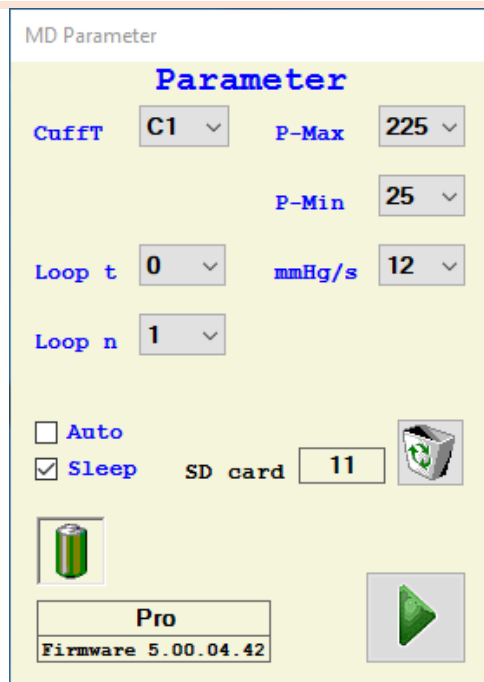 MD Parameter
Parameter
CuffT C1 P-Max 225
P-Min 25
Loop t 0 mmHg/s 12
Loop n 1
Auto
Sleep SD card 11
Pro
Firmware 5.00.04.42